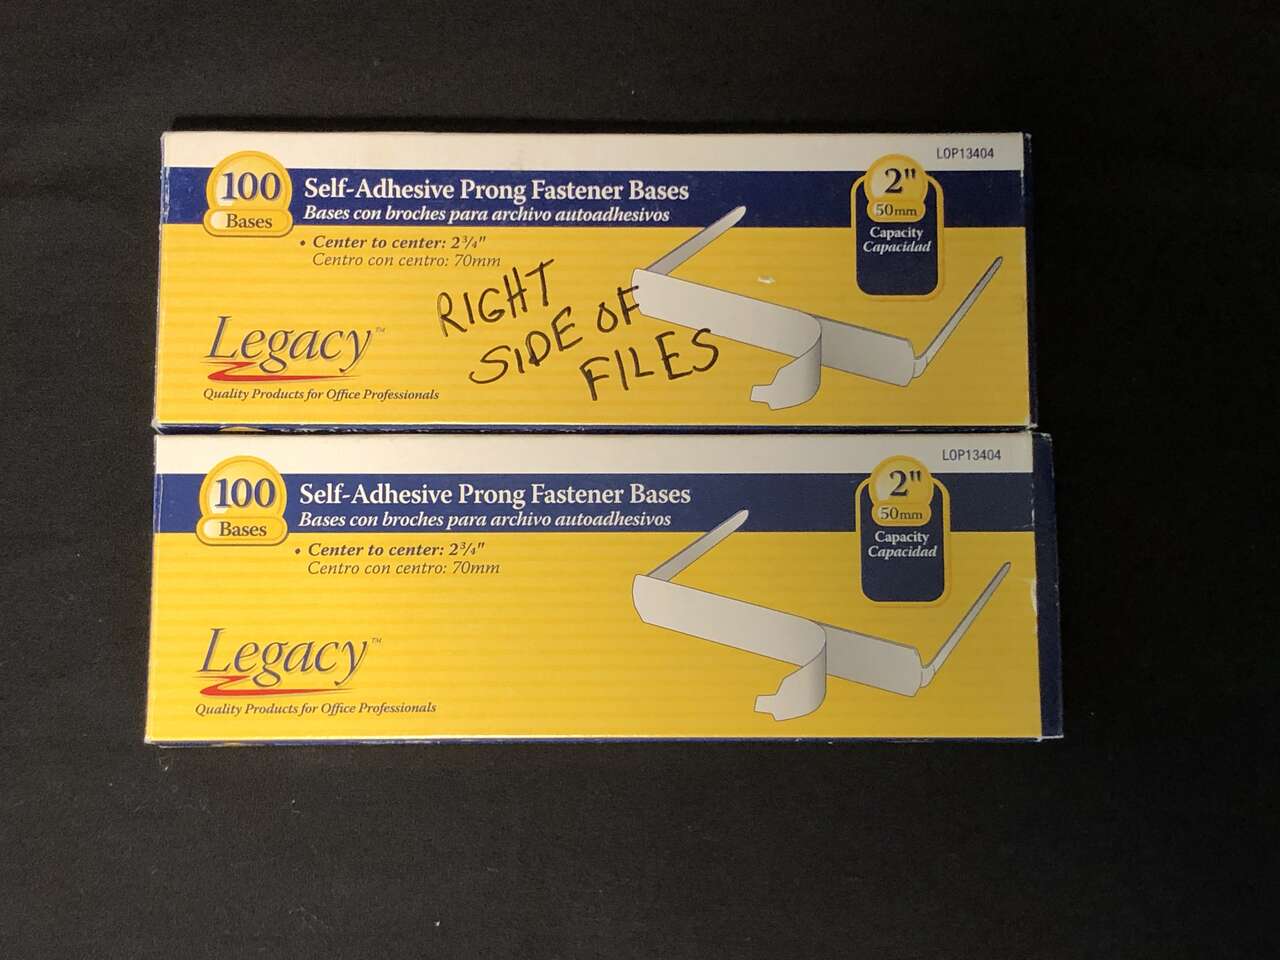 LOP13404
100
Bases
Self-Adhesive Prong Fastener Bases
Bases con broches para archivo autoadhesivos
• Center to center: 2¾"
Centro con centro: 70mm
2"
50mm
Capacity
Capacidad
RIGHT
SIDE OF
FILES
Legacy™
Quality Products for Office Professionals
LOP13404
100
Bases
Self-Adhesive Prong Fastener Bases
Bases con broches para archivo autoadhesivos
• Center to center: 2¾"
Centro con centro: 70mm
2"
50mm
Capacity
Capacidad
Legacy™
Quality Products for Office Professionals